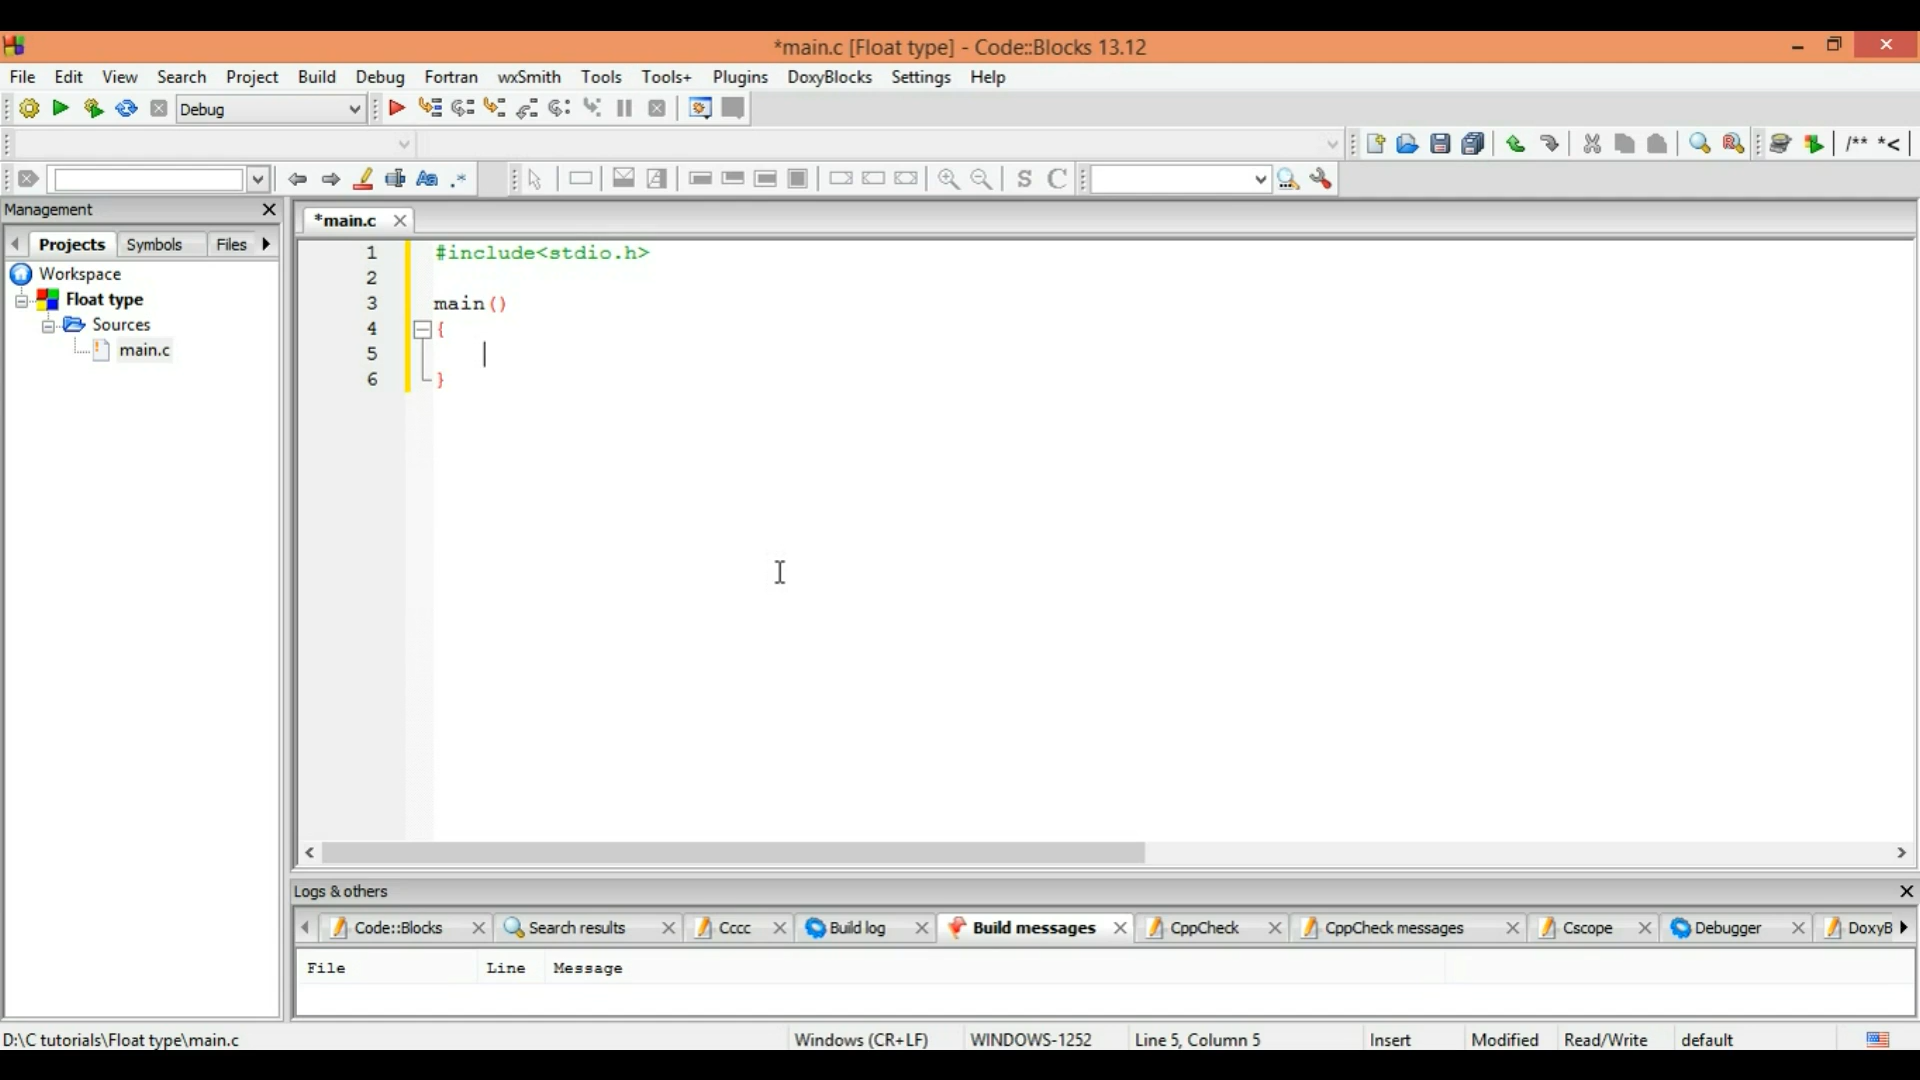 *main.c [Float type] - Code::Blocks 13.12
File Edit View Search Project Build Debug Fortran wxSmith Tools Tools+ Plugins DoxyBlocks Settings Help
Debug
/** *<
S C
Management
Projects Symbols Files
*main.c
Workspace
Float type
Sources
main.c
1 #include<stdio.h>
2
3 main()
4 {
5
6 }
Logs & others
Code::Blocks Search results Cccc Build log Build messages CppCheck CppCheck messages Cscope Debugger DoxyB
File Line Message
D:\C tutorials\Float type\main.c Windows (CR+LF) WINDOWS-1252 Line 5, Column 5 Insert Modified Read/Write default